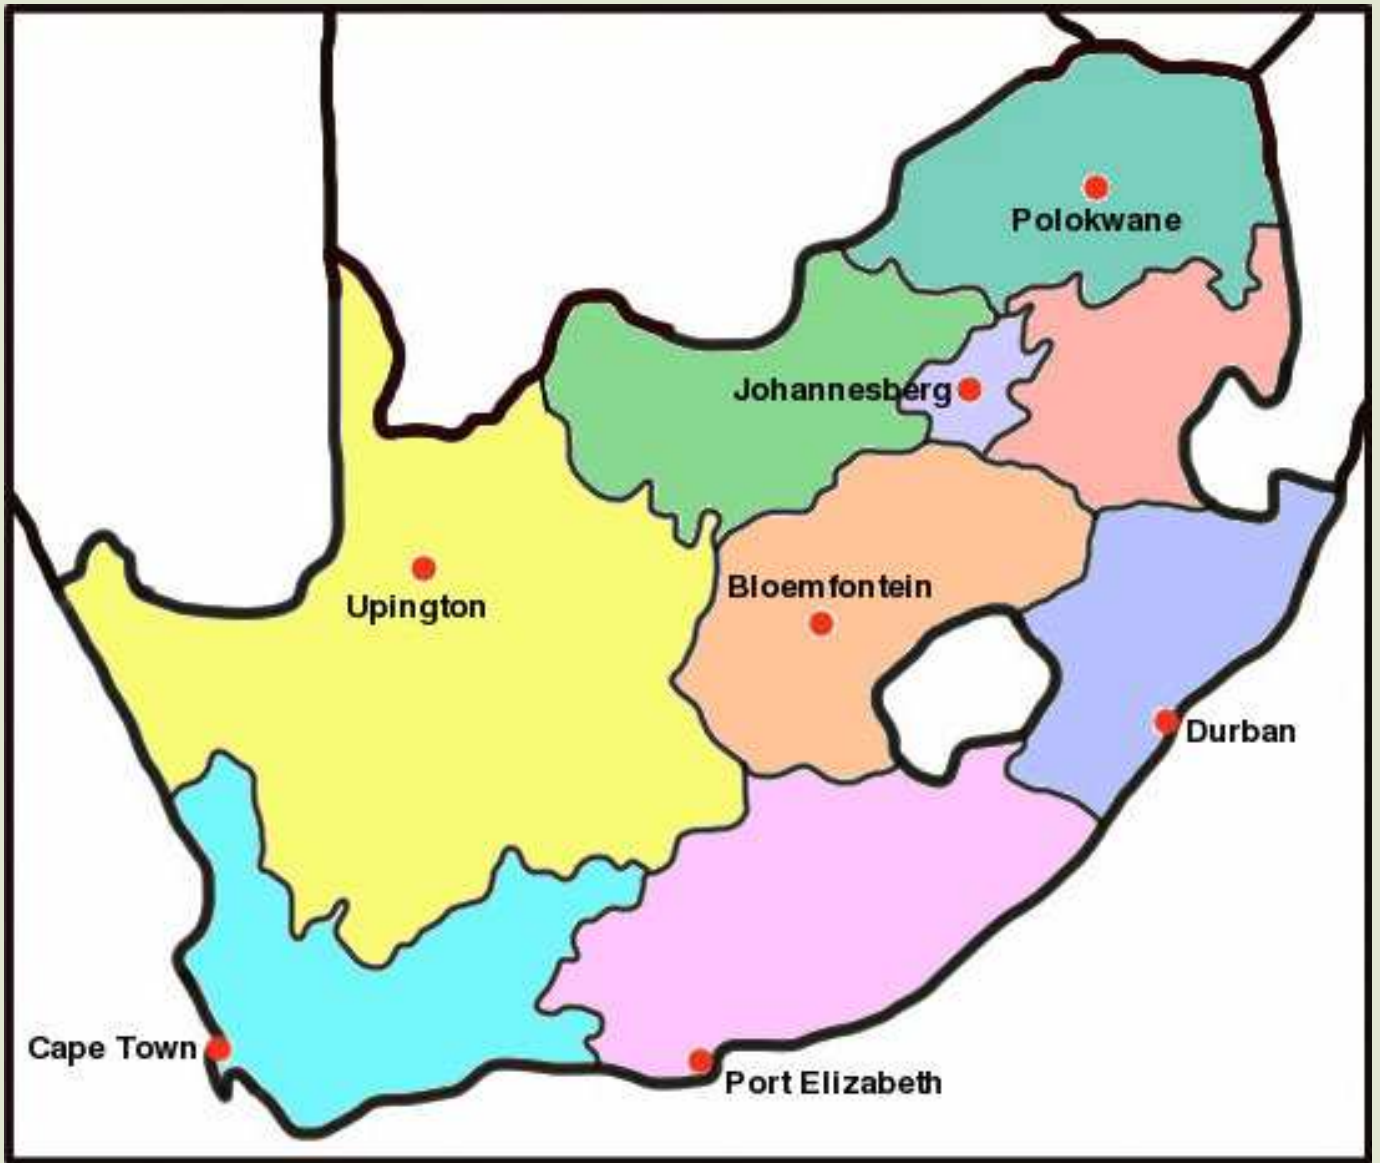 Polokwane
Johannesberg
Upington
Bloemfontein
Durban
Cape Town
Port Elizabeth